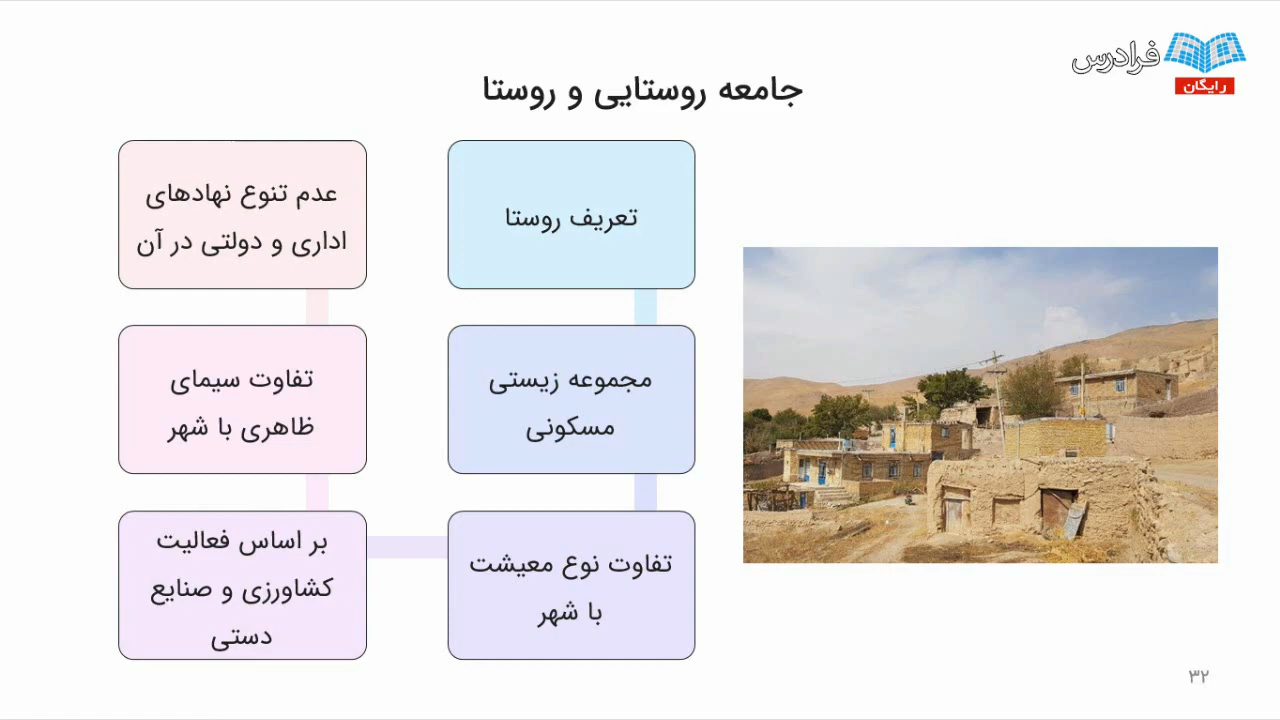 فرادرس
رایگان
جامعه روستایی و روستا
تعریف روستا
مجموعه زیستی
مسکونی
تفاوت نوع معیشت
با شهر
بر اساس فعالیت
کشاورزی و صنایع
دستی
تفاوت سیمای
ظاهری با شهر
عدم تنوع نهادهای
اداری و دولتی در آن
۳۲